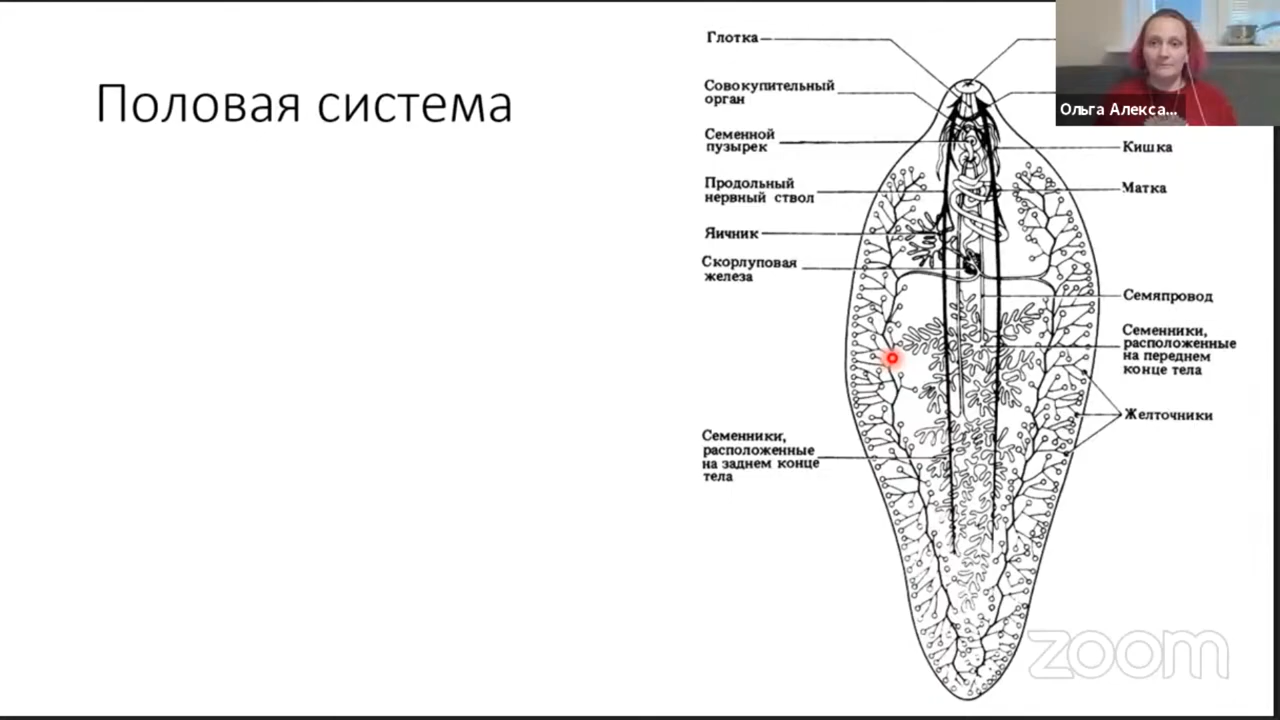 Половая система
Глотка
Совокупительный
орган
Семенной
пузырек
Продольный
нервный ствол
Яичник
Скорлуповая
железа
Семенники,
расположенные
на заднем конце
тела
Ольга Алекса...
Кишка
Матка
Семяпровод
Семенники,
расположенные
на переднем
конце тела
Желточники
zoom